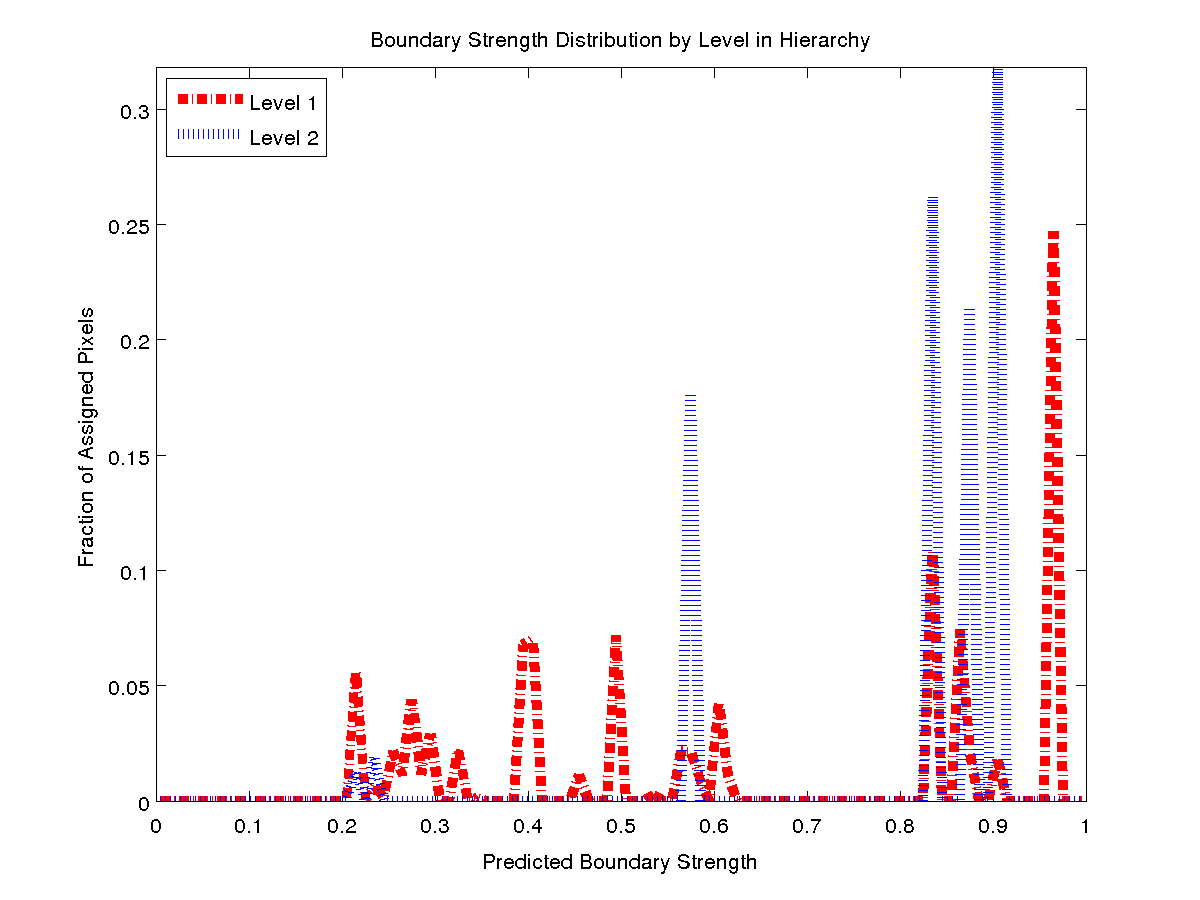 Boundary Strength Distribution by Level in Hierarchy
Level 1
Level 2
0.3
0.25
0.2
0.15
0.1
0.05
0
Fraction of Assigned Pixels
0 0.1 0.2 0.3 0.4 0.5 0.6 0.7 0.8 0.9 1
Predicted Boundary Strength